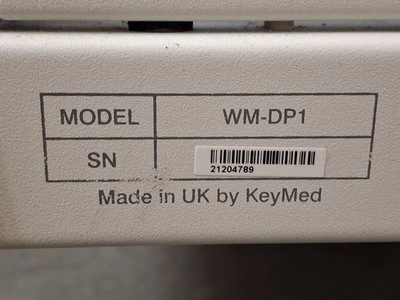 MODEL WM-DP1
SN 21204789
Made in UK by KeyMed